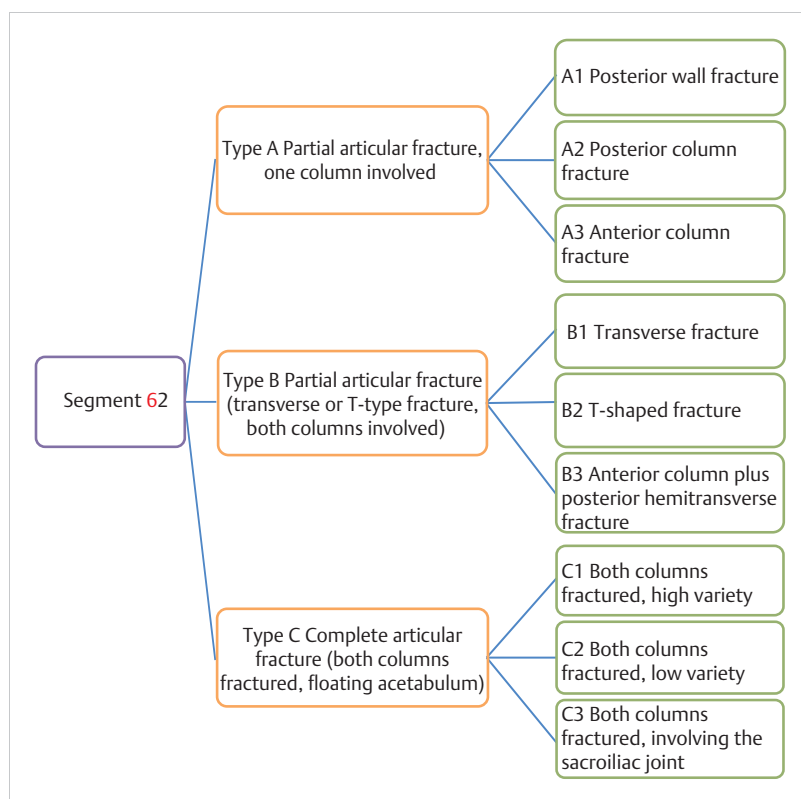 Segment 62
Type A Partial articular fracture,
one column involved
A1 Posterior wall fracture
A2 Posterior column
fracture
A3 Anterior column
fracture
Type B Partial articular fracture
(transverse or T-type fracture,
both columns involved)
B1 Transverse fracture
B2 T-shaped fracture
B3 Anterior column plus
posterior hemitransverse
fracture
Type C Complete articular
fracture (both columns
fractured, floating acetabulum)
C1 Both columns
fractured, high variety
C2 Both columns
fractured, low variety
C3 Both columns
fractured, involving the
sacroiliac joint